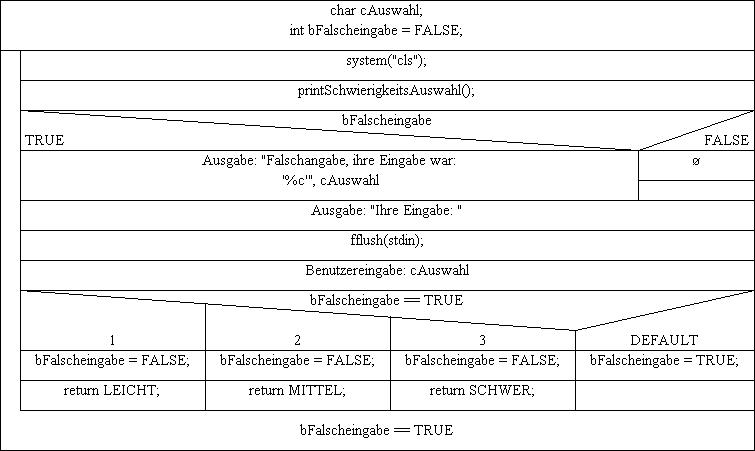 char cAuswahl;
int bFalscheingabe = FALSE;
system("cls");
printSchwierigkeitsAuswahl();
bFalscheingabe
TRUE FALSE
Ausgabe: "Falschangabe, ihre Eingabe war: ø
'%c'", cAuswahl
Ausgabe: "Ihre Eingabe: "
fflush(stdin);
Benutzereingabe: cAuswahl
bFalscheingabe == TRUE
1 2 3 DEFAULT
bFalscheingabe = FALSE; bFalscheingabe = FALSE; bFalscheingabe = FALSE; bFalscheingabe = TRUE;
return LEICHT; return MITTEL; return SCHWER;
bFalscheingabe == TRUE